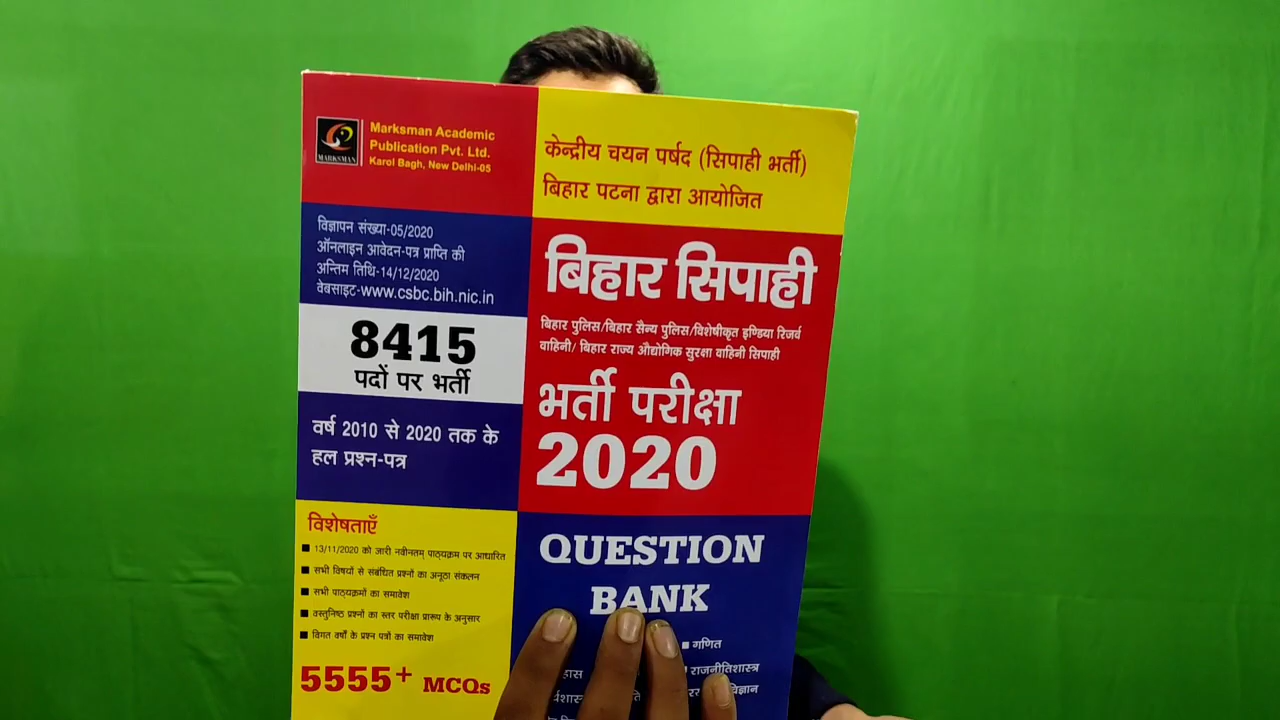 MARKSMAN
Marksman Academic
Publication Pvt. Ltd.
Karol Bagh, New Delhi-05
केन्द्रीय चयन पर्षद (सिपाही भर्ती)
बिहार पटना द्वारा आयोजित
विज्ञापन संख्या-05/2020
ऑनलाइन आवेदन-पत्र प्राप्ति की
अन्तिम तिथि-14/12/2020
वेबसाइट-www.csbc.bih.nic.in
8415
पदों पर भर्ती
वर्ष 2010 से 2020 तक के
हल प्रश्न-पत्र
बिहार सिपाही
बिहार पुलिस/बिहार सैन्य पुलिस/विशेषीकृत इण्डिया रिजर्व
वाहिनी/ बिहार राज्य औद्योगिक सुरक्षा वाहिनी सिपाही
भर्ती परीक्षा
2020
विशेषताएँ
13/11/2020 को जारी नवीनतम् पाठ्यक्रम पर आधारित
सभी विषयों से संबंधित प्रश्नों का अनूठा संकलन
सभी पाठ्यक्रमों का समावेश
वस्तुनिष्ठ प्रश्नों का स्तर परीक्षा प्रारूप के अनुसार
विगत वर्षों के प्रश्न पत्रों का समावेश
5555+ MCQs
QUESTION
BANK
गणित
राजनीतिशास्त्र